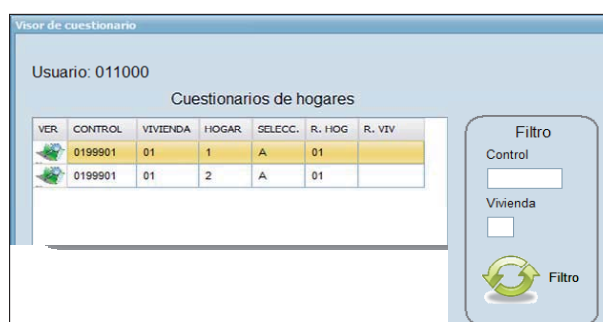 Visor de cuestionario
Usuario: 011000
Cuestionarios de hogares
VER CONTROL VIVIENDA HOGAR SELECC. R. HOG R. VIV
0199901 01 1 A 01
0199901 01 2 A 01
Filtro
Control
Vivienda
Filtro